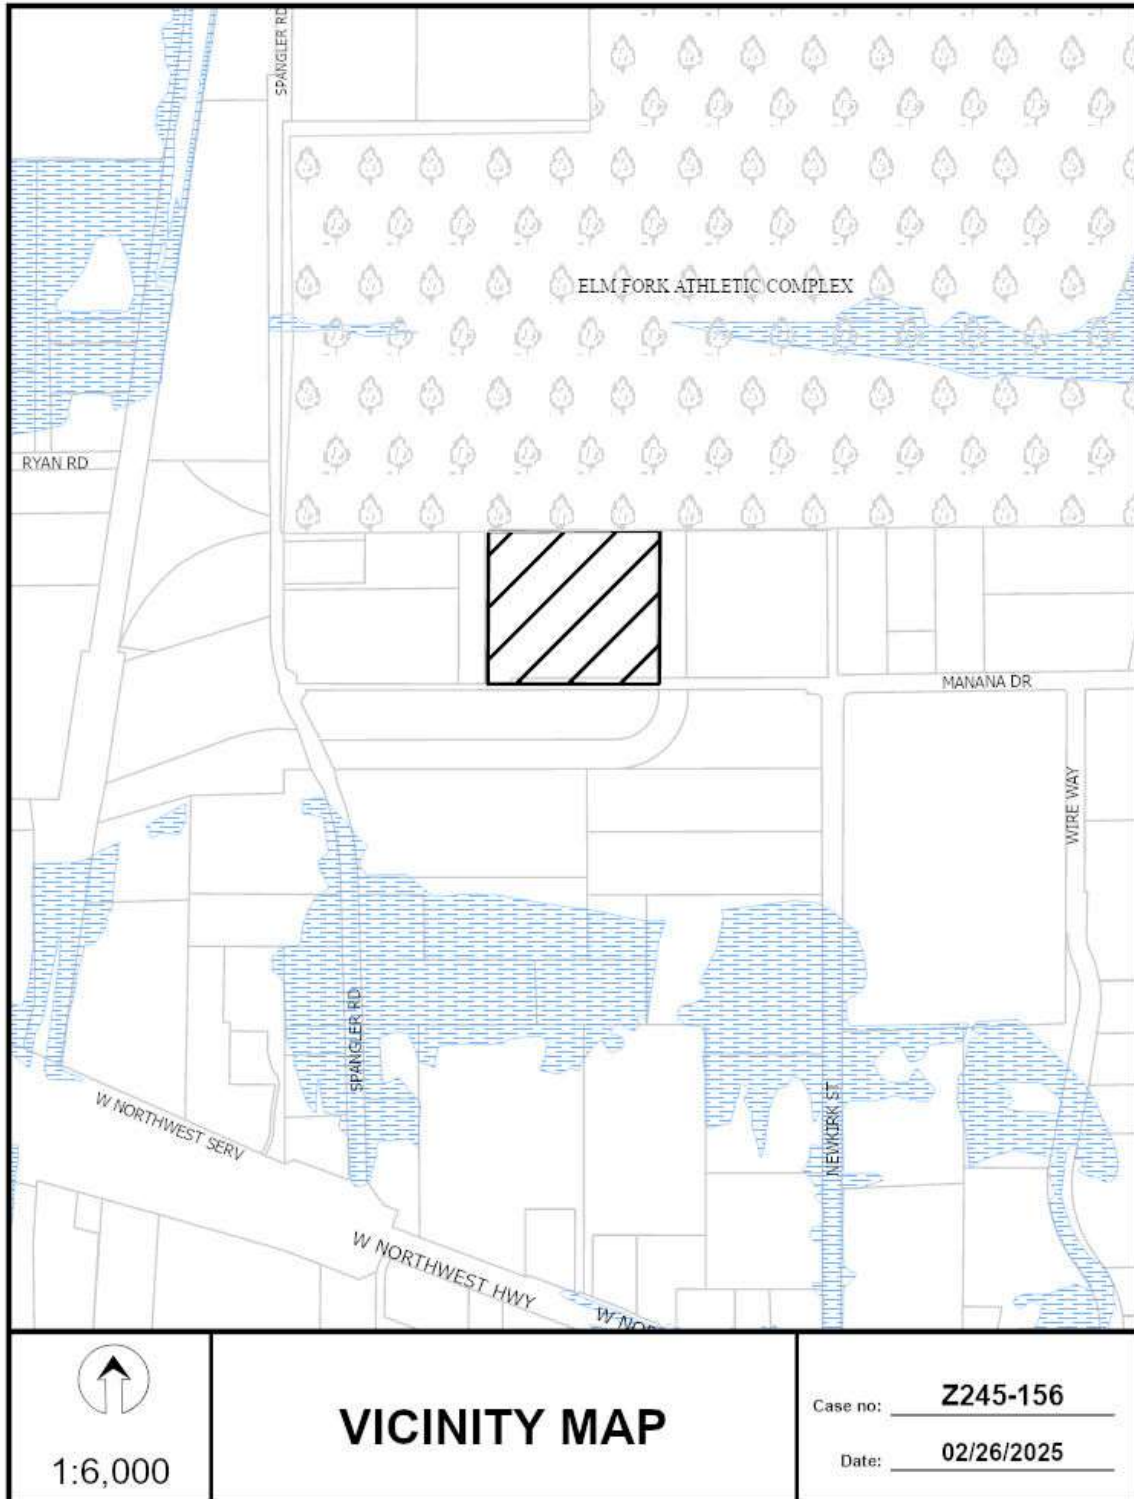 SPANGLER RD
ELM FORK ATHLETIC COMPLEX
RYAN RD
MANANA DR
WIRE WAY
SPANGLER RD
NEWKIRK ST
W NORTHWEST SERV
W NORTHWEST HWY
W NOR
1:6,000
VICINITY MAP
Case no: Z245-156
Date: 02/26/2025